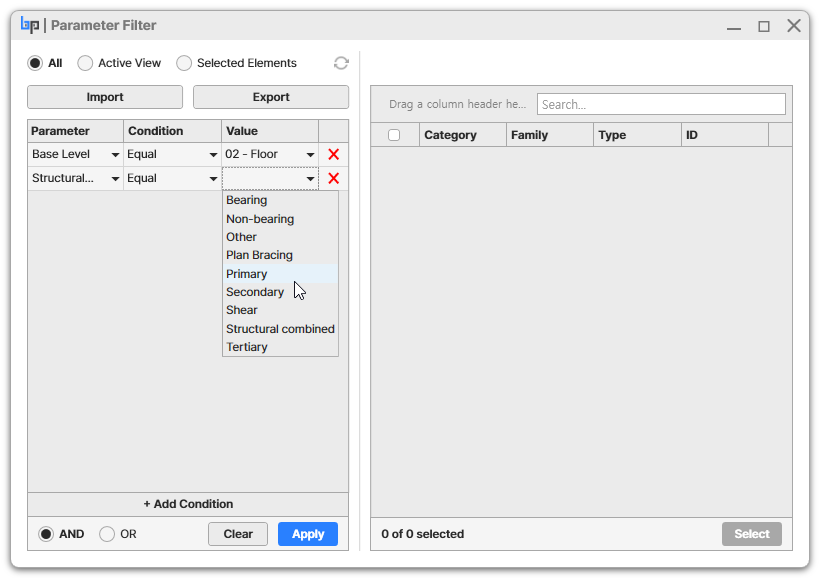 bp | Parameter Filter
All Active View Selected Elements
Import Export
Drag a column header he... Search...
Parameter Condition Value
Category Family Type ID
Base Level Equal 02 - Floor
Structural... Equal
Bearing
Non-bearing
Other
Plan Bracing
Primary
Secondary
Shear
Structural combined
Tertiary
+ Add Condition
AND OR Clear Apply
0 of 0 selected Select